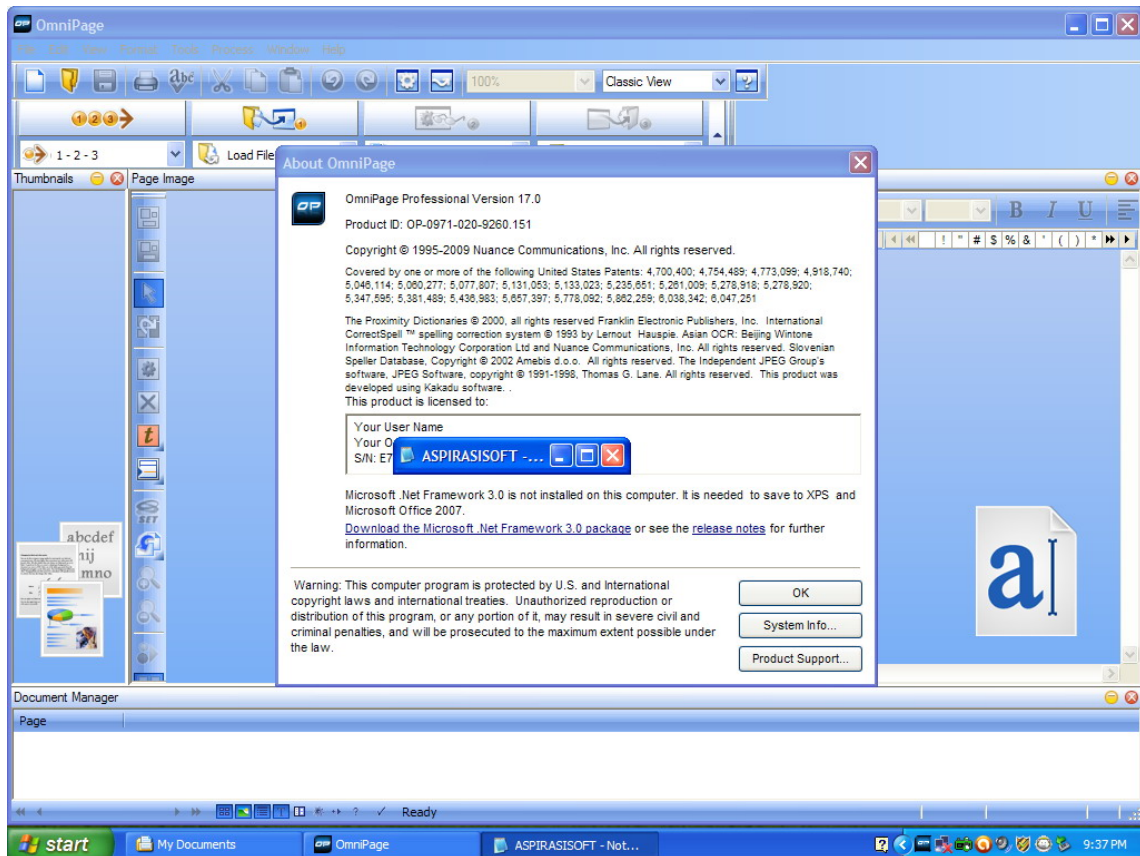 OmniPage
File Edit View Format Tools Process Window Help
100%
Classic View
1 2 3
1 - 2 - 3
Load File
Thumbnails
Page Image
About OmniPage
OmniPage Professional Version 17.0
Product ID: OP-0971-020-9260.151
Copyright © 1995-2009 Nuance Communications, Inc. All rights reserved.
Covered by one or more of the following United States Patents: 4,700,400; 4,754,489; 4,773,099; 4,918,740;
5,046,114; 5,060,277; 5,077,807; 5,131,053; 5,133,023; 5,235,651; 5,261,009; 5,278,918; 5,278,920;
5,347,595; 5,381,489; 5,436,983; 5,657,397; 5,778,092; 5,862,259; 6,038,342; 6,047,251
The Proximity Dictionaries © 2000, all rights reserved Franklin Electronic Publishers, Inc. International
CorrectSpell ™ spelling correction system © 1993 by Lernout Hauspie. Asian OCR: Beijing Wintone
Information Technology Corporation Ltd and Nuance Communications, Inc. All rights reserved. Slovenian
Speller Database, Copyright © 2002 Amebis d.o.o. All rights reserved. The Independent JPEG Group's
software, JPEG Software, copyright © 1991-1998, Thomas G. Lane. All rights reserved. This product was
developed using Kakadu software. .
This product is licensed to:
Your User Name
Your O
S/N: E7
ASPIRASISOFT -...
Microsoft .Net Framework 3.0 is not installed on this computer. It is needed to save to XPS and
Microsoft Office 2007.
Download the Microsoft .Net Framework 3.0 package or see the release notes for further
information.
Warning: This computer program is protected by U.S. and International
copyright laws and international treaties. Unauthorized reproduction or
distribution of this program, or any portion of it, may result in severe civil and
criminal penalties, and will be prosecuted to the maximum extent possible under
the law.
OK
System Info...
Product Support...
B I U
! " # $ % & ' ( ) *
abcdef
hij
mno
a
Document Manager
Page
Ready
start
My Documents
OmniPage
ASPIRASISOFT - Not...
9:37 PM